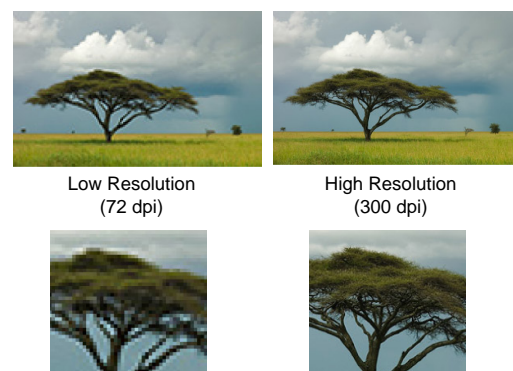 Low Resolution
(72 dpi)
High Resolution
(300 dpi)